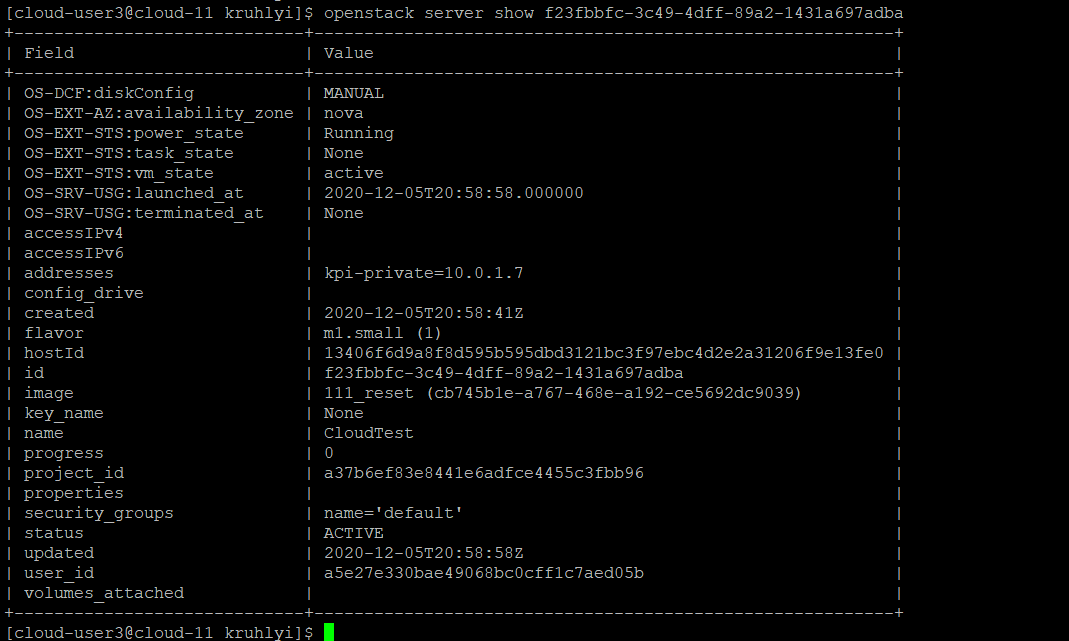 [cloud-user3@cloud-11 kruhlyi]$ openstack server show f23fbbfc-3c49-4dff-89a2-1431a697adba
+-----------------------------+----------------------------------------------------------+
| Field                       | Value                                                    |
+-----------------------------+----------------------------------------------------------+
| OS-DCF:diskConfig           | MANUAL                                                   |
| OS-EXT-AZ:availability_zone | nova                                                     |
| OS-EXT-STS:power_state      | Running                                                  |
| OS-EXT-STS:task_state       | None                                                     |
| OS-EXT-STS:vm_state         | active                                                   |
| OS-SRV-USG:launched_at      | 2020-12-05T20:58:58.000000                               |
| OS-SRV-USG:terminated_at    | None                                                     |
| accessIPv4                  |                                                          |
| accessIPv6                  |                                                          |
| addresses                   | kpi-private=10.0.1.7                                     |
| config_drive                |                                                          |
| created                     | 2020-12-05T20:58:41Z                                     |
| flavor                      | m1.small (1)                                             |
| hostId                      | 13406f6d9a8f8d595b595dbd3121bc3f97ebc4d2e2a31206f9e13fe0 |
| id                          | f23fbbfc-3c49-4dff-89a2-1431a697adba                     |
| image                       | 111_reset (cb745b1e-a767-468e-a192-ce5692dc9039)         |
| key_name                    | None                                                     |
| name                        | CloudTest                                                |
| progress                    | 0                                                        |
| project_id                  | a37b6ef83e8441e6adfce4455c3fbb96                         |
| properties                  |                                                          |
| security_groups             | name='default'                                           |
| status                      | ACTIVE                                                   |
| updated                     | 2020-12-05T20:58:58Z                                     |
| user_id                     | a5e27e330bae49068bc0cff1c7aed05b                         |
| volumes_attached            |                                                          |
+-----------------------------+----------------------------------------------------------+
[cloud-user3@cloud-11 kruhlyi]$